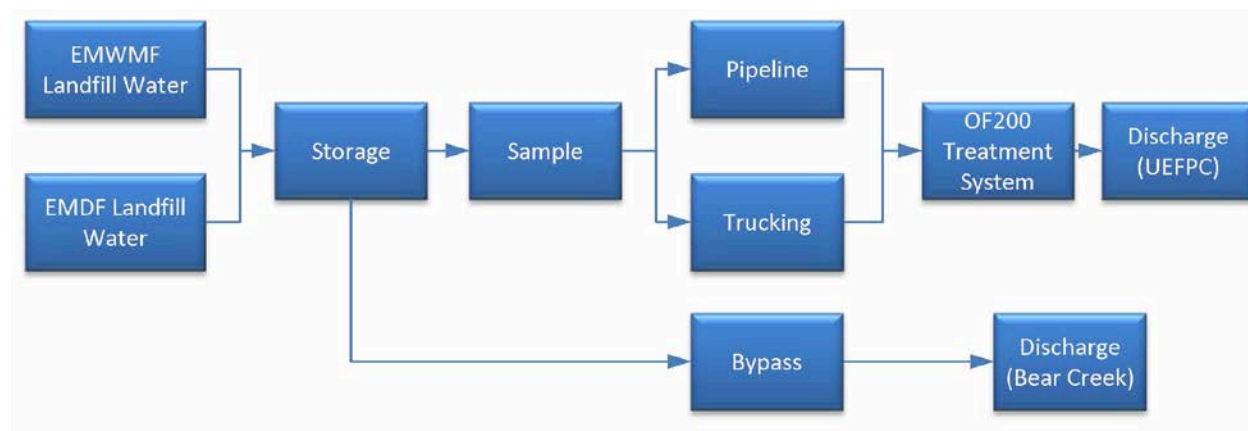 EMWMF
Landfill Water
EMDF Landfill
Water
Storage
Sample
Pipeline
Trucking
OF200
Treatment
System
Discharge
(UEFPC)
Bypass
Discharge
(Bear Creek)